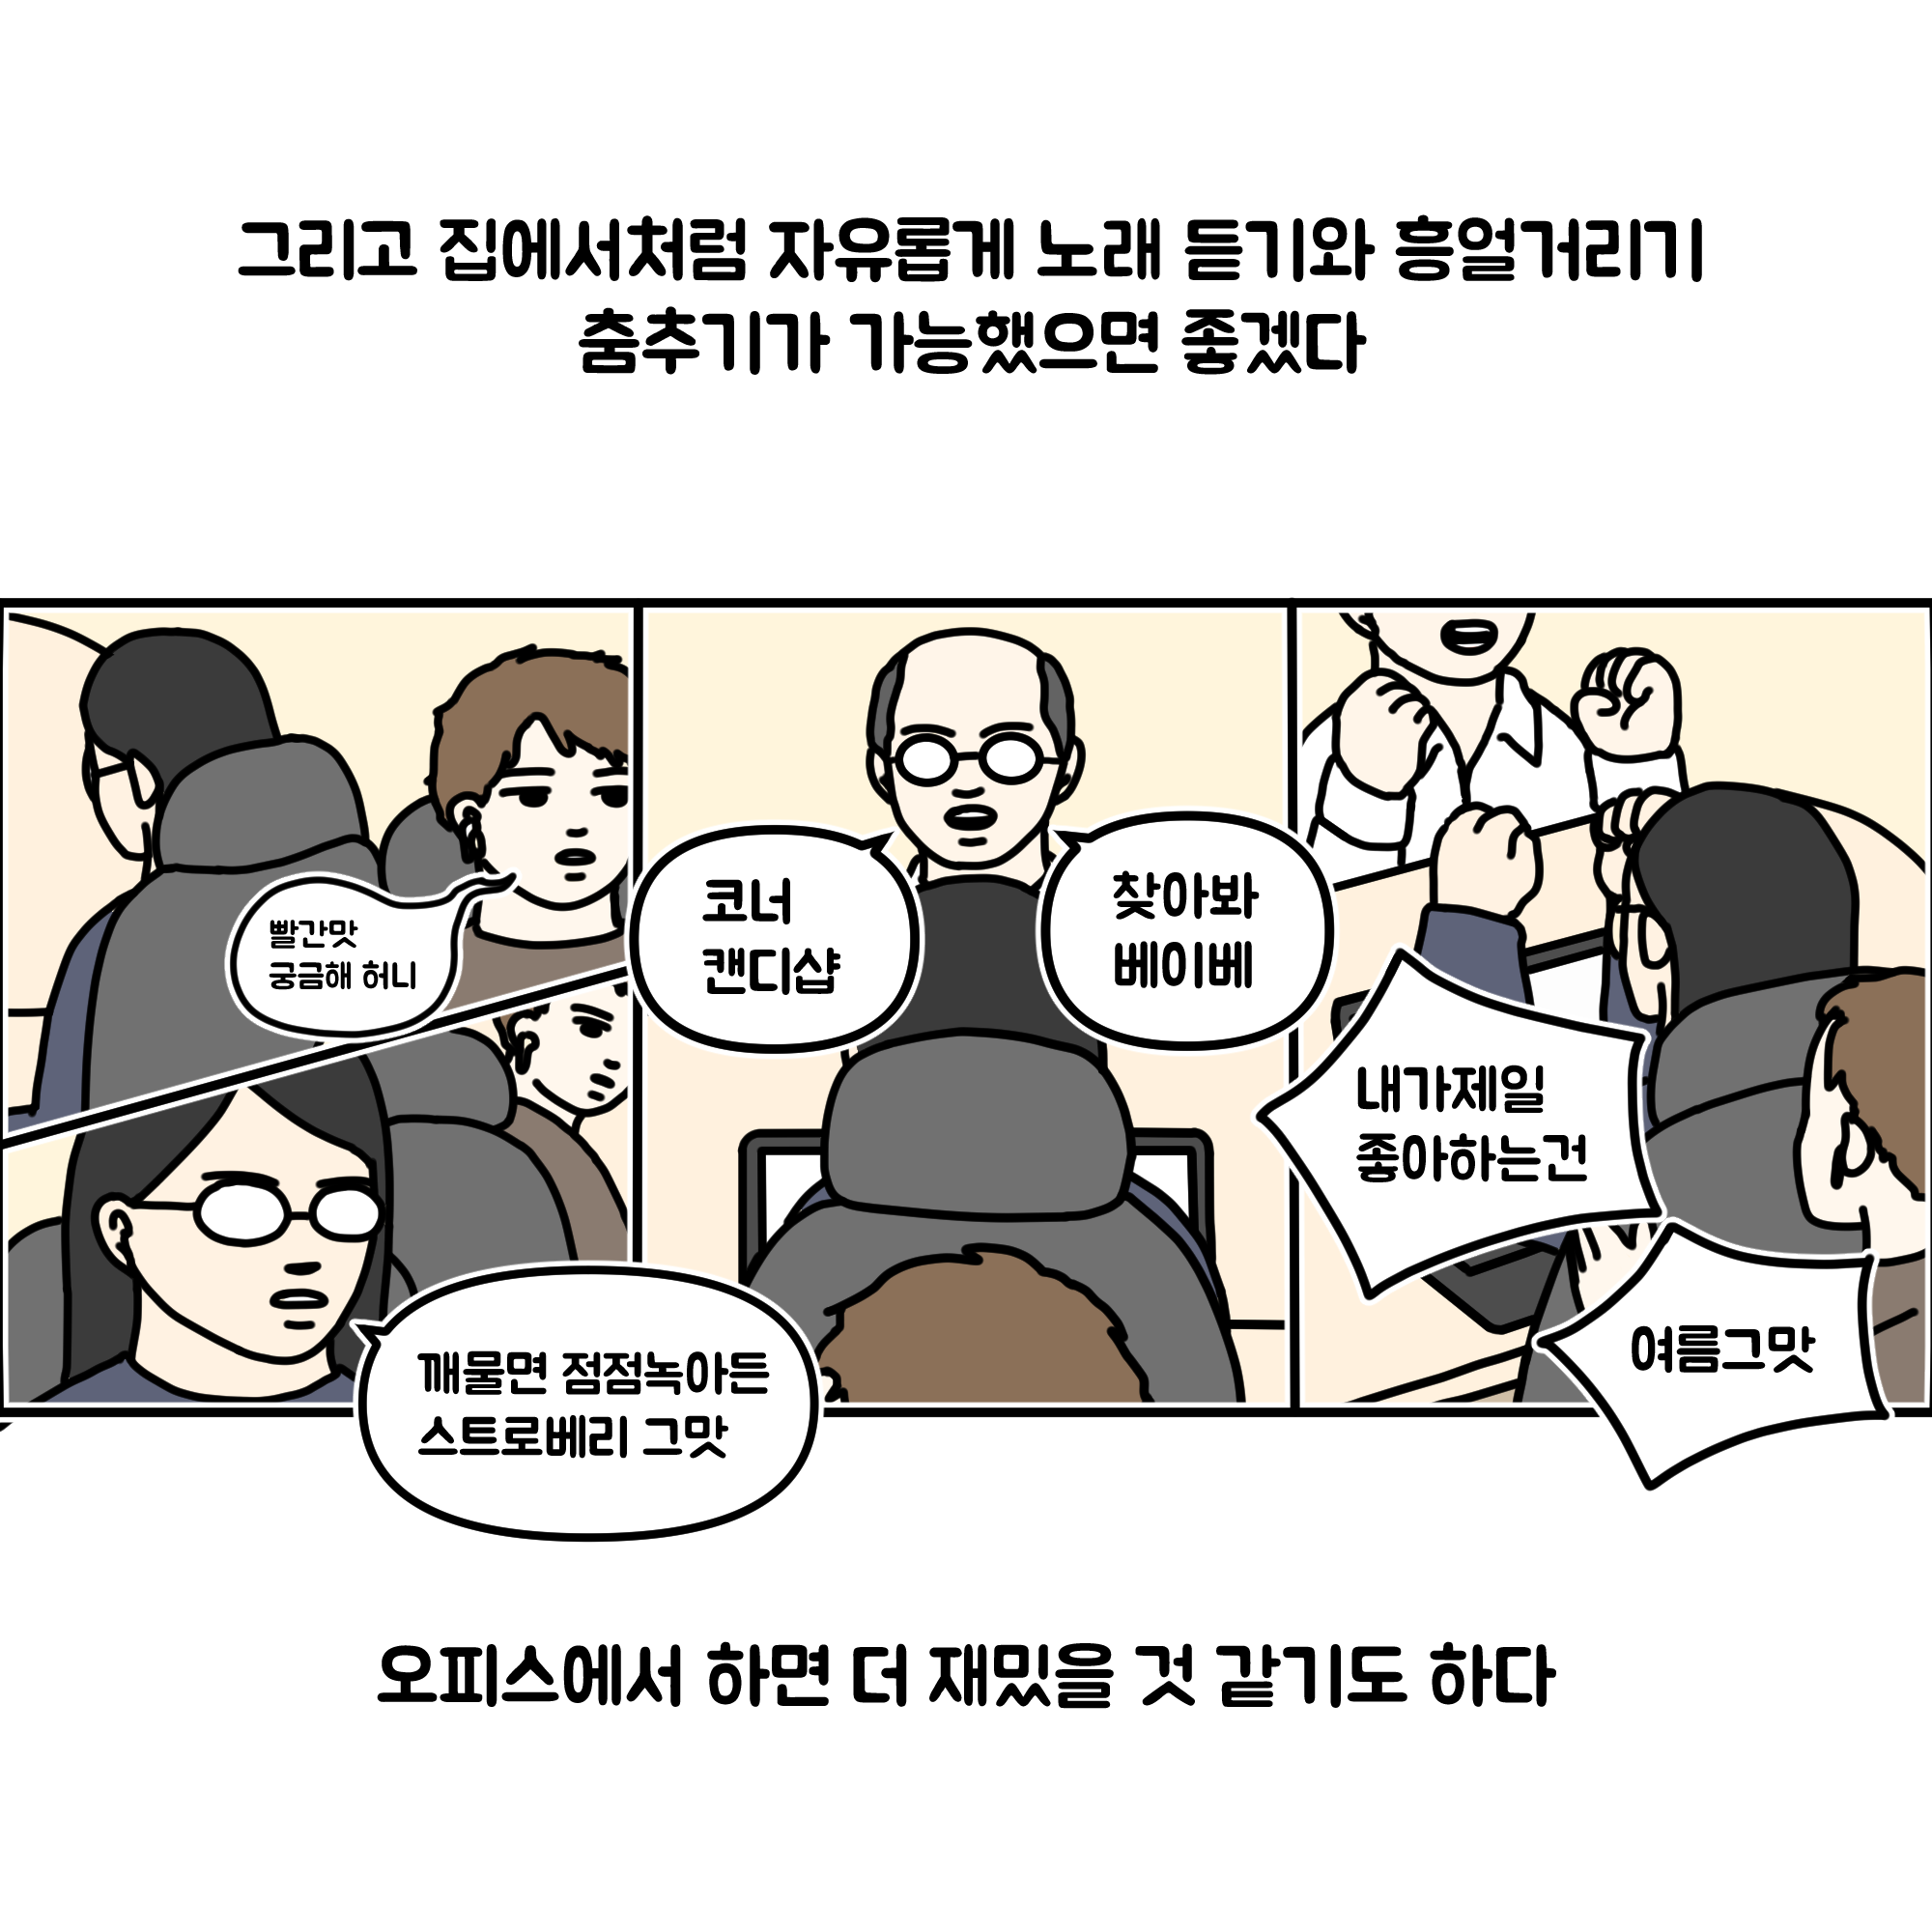 그리고 집에서처럼 자유롭게 노래 듣기와 흥얼거리기
춤추기가 가능했으면 좋겠다
빨간맛
궁금해 허니
깨물면 점점녹아든
스트로베리 그맛
코너
캔디샵
찾아봐
베이베
내가제일
좋아하는건
여름그맛
오피스에서 하면 더 재밌을 것 같기도 하다